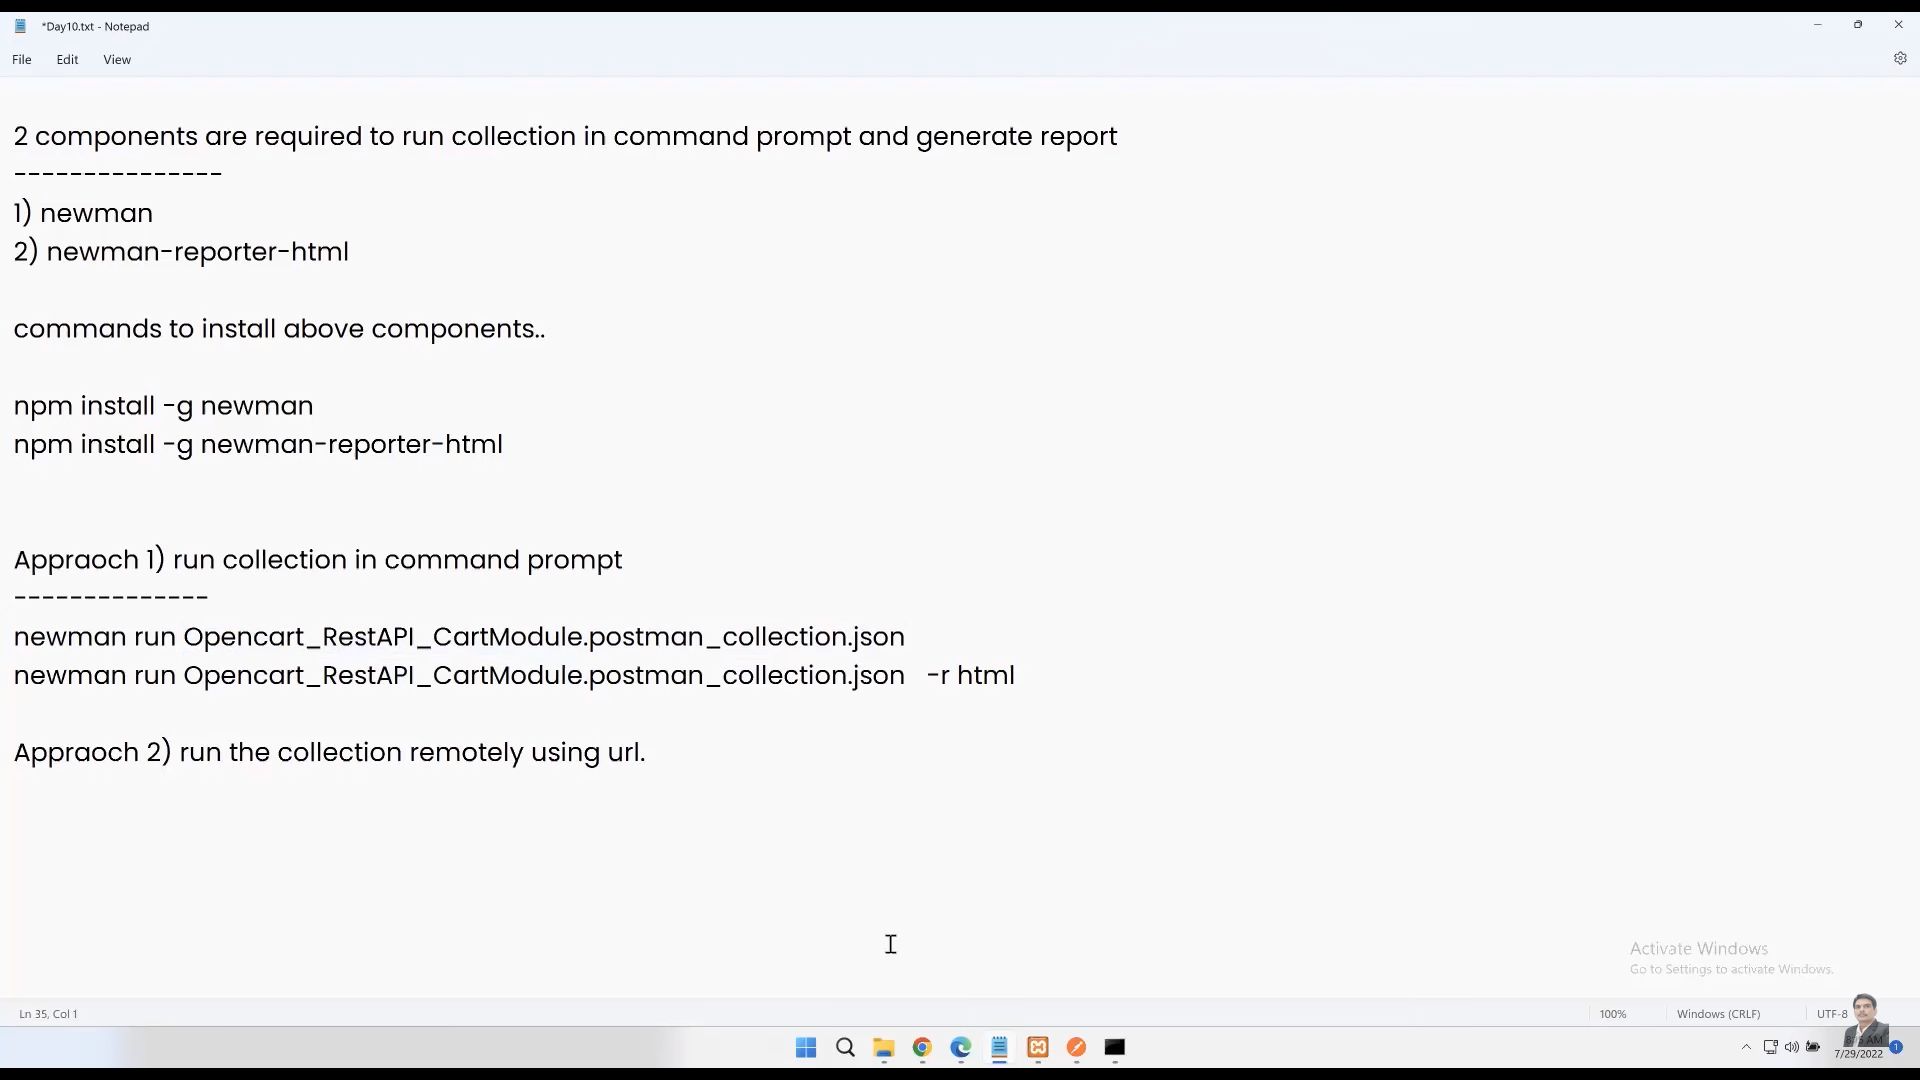 *Day10.txt - Notepad
File Edit View
2 components are required to run collection in command prompt and generate report
---------------
1) newman
2) newman-reporter-html
commands to install above components..
npm install -g newman
npm install -g newman-reporter-html
Appraoch 1) run collection in command prompt
--------------
newman run Opencart_RestAPI_CartModule.postman_collection.json
newman run Opencart_RestAPI_CartModule.postman_collection.json   -r html
Appraoch 2) run the collection remotely using url.
Activate Windows
Go to Settings to activate Windows.
Ln 35, Col 1 100% Windows (CRLF) UTF-8
AM
7/29/2022 1